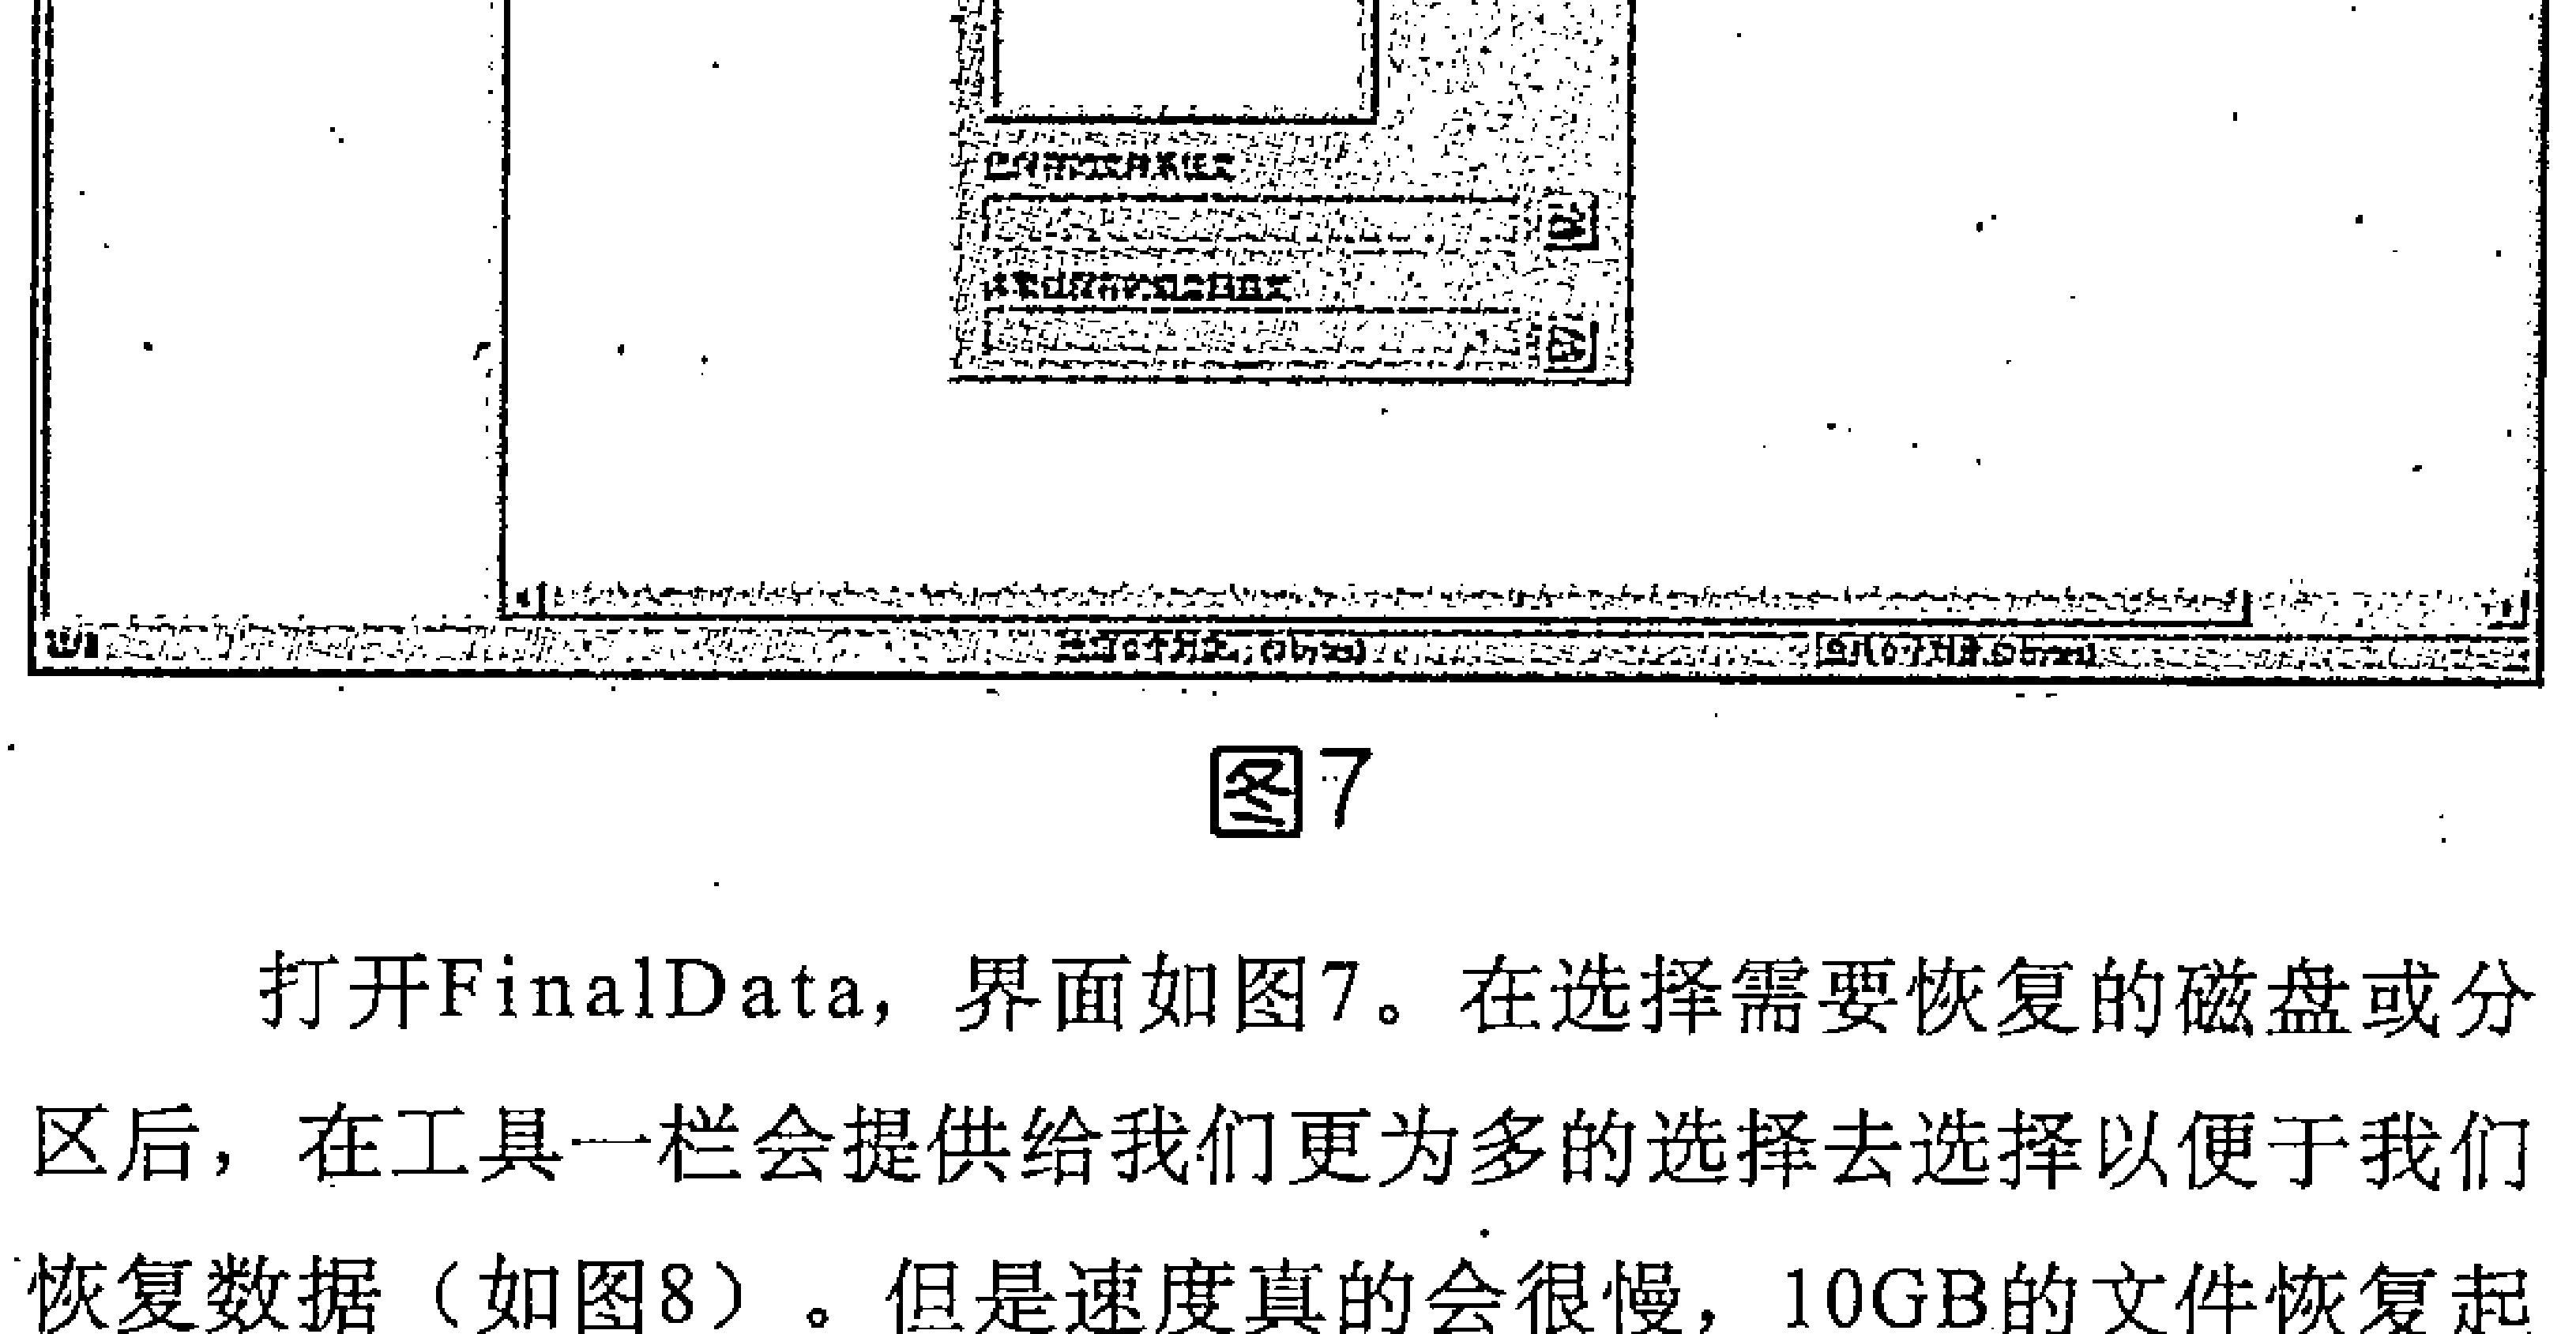 图7
打开FinalData，界面如图7。在选择需要恢复的磁盘或分
区后，在工具一栏会提供给我们更为多的选择去选择以便于我们
恢复数据（如图8）。但是速度真的会很慢，10GB的文件恢复起